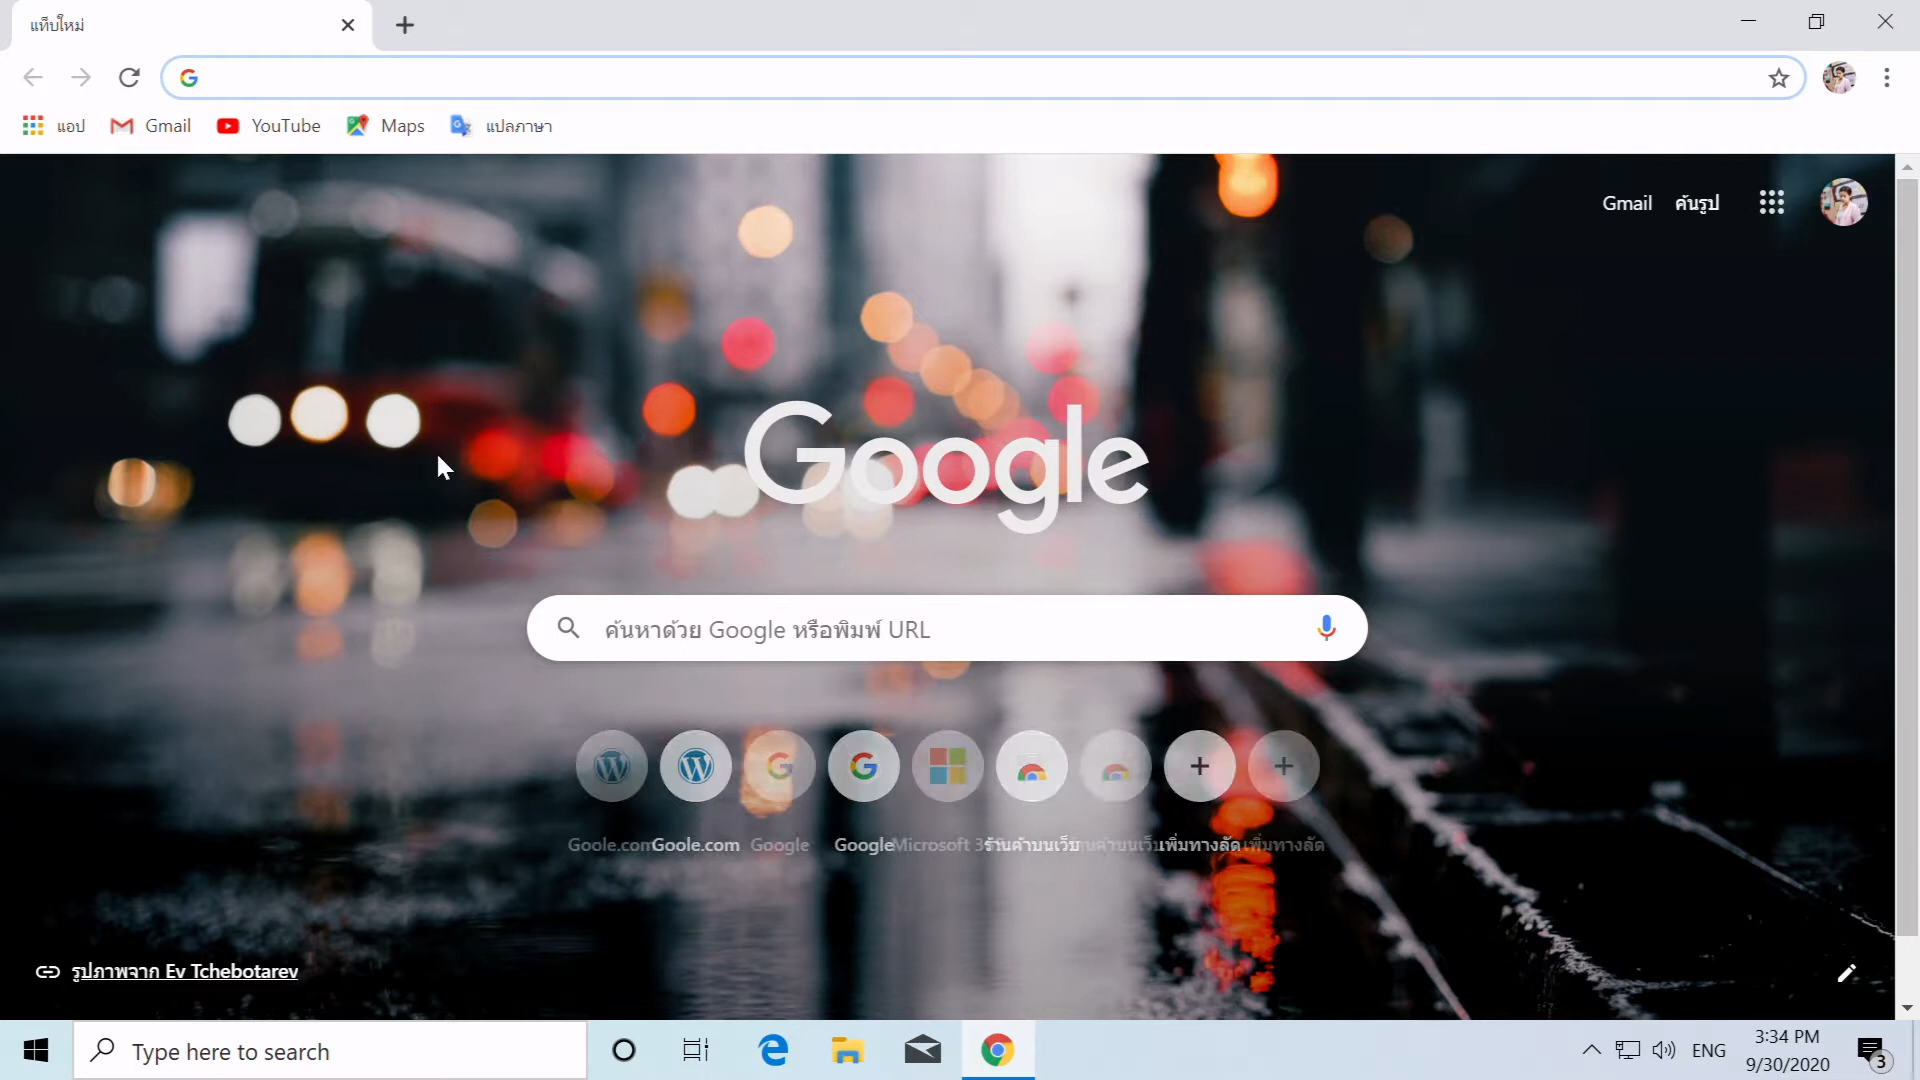 แท็บใหม่
แอป
Gmail
YouTube
Maps
แปลภาษา
Gmail
ค้นรูป
Google
ค้นหาด้วย Google หรือพิมพ์ URL
Goole.com
Goole.com
Google
Google
Microsoft 3
ร้านค้าบนเว็บ
เพิ่มทางลัด
เพิ่มทางลัด
รูปภาพจาก Ev Tchebotarev
Type here to search
ENG
3:34 PM
9/30/2020
3